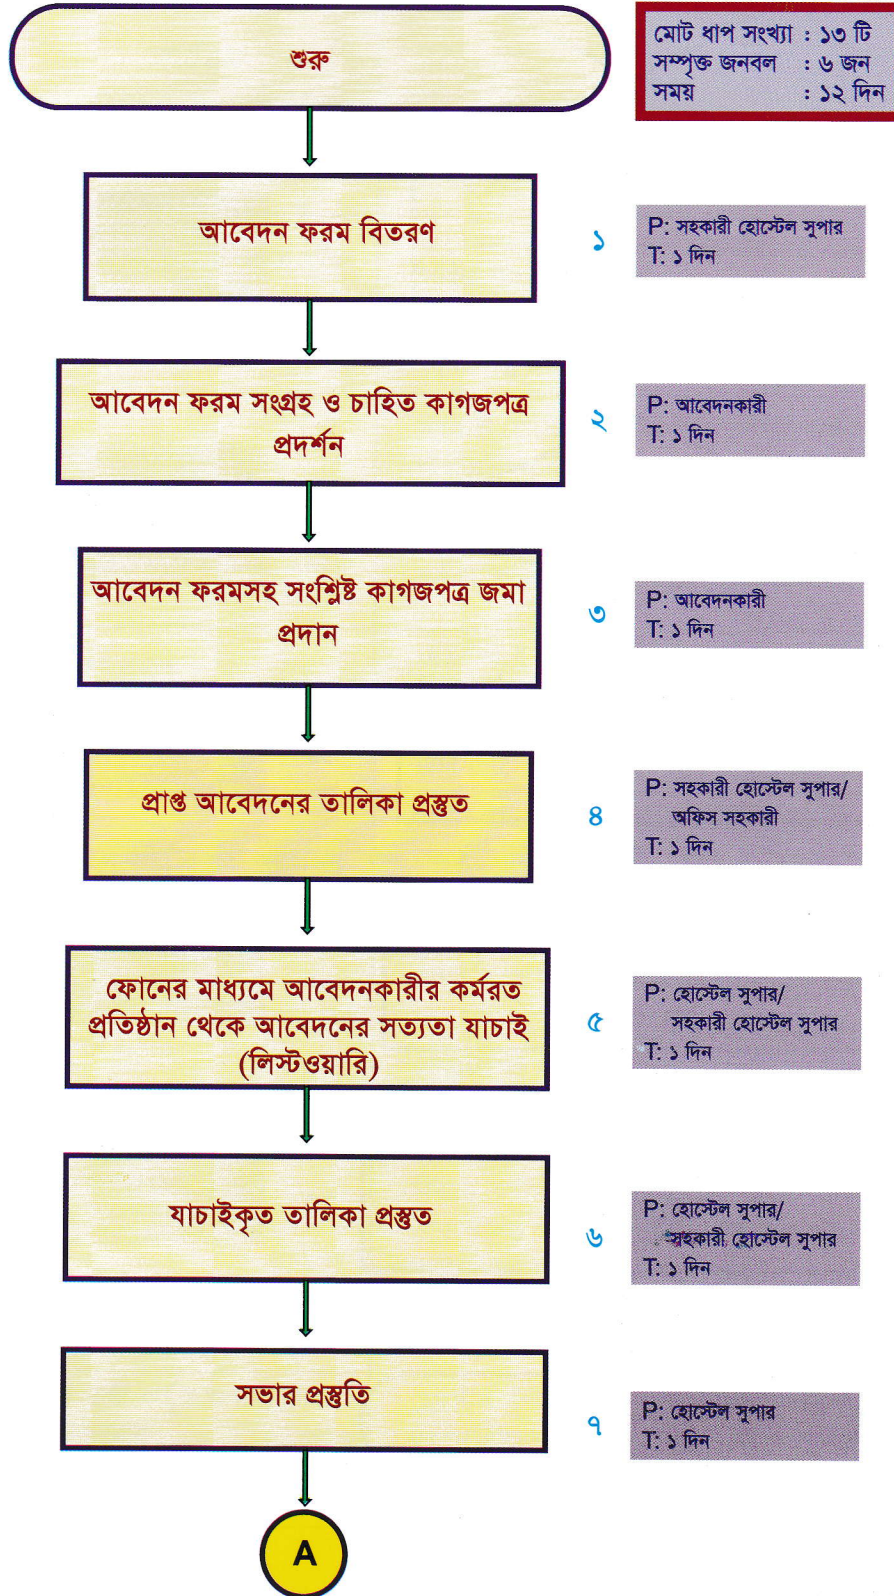 শুরু
মোট ধাপ সংখ্যা : ১৩ টি
সম্পৃক্ত জনবল : ৬ জন
সময় : ১২ দিন
আবেদন ফরম বিতরণ
১
P: সহকারী হোস্টেল সুপার
T: ১ দিন
আবেদন ফরম সংগ্রহ ও চাহিত কাগজপত্র
প্রদর্শন
২
P: আবেদনকারী
T: ১ দিন
আবেদন ফরমসহ সংশ্লিষ্ট কাগজপত্র জমা
প্রদান
৩
P: আবেদনকারী
T: ১ দিন
প্রাপ্ত আবেদনের তালিকা প্রস্তুত
৪
P: সহকারী হোস্টেল সুপার/
অফিস সহকারী
T: ১ দিন
ফোনের মাধ্যমে আবেদনকারীর কর্মরত
প্রতিষ্ঠান থেকে আবেদনের সত্যতা যাচাই
(লিস্টওয়ারি)
৫
P: হোস্টেল সুপার/
সহকারী হোস্টেল সুপার
T: ১ দিন
যাচাইকৃত তালিকা প্রস্তুত
৬
P: হোস্টেল সুপার/
সহকারী হোস্টেল সুপার
T: ১ দিন
সভার প্রস্তুতি
৭
P: হোস্টেল সুপার
T: ১ দিন
A